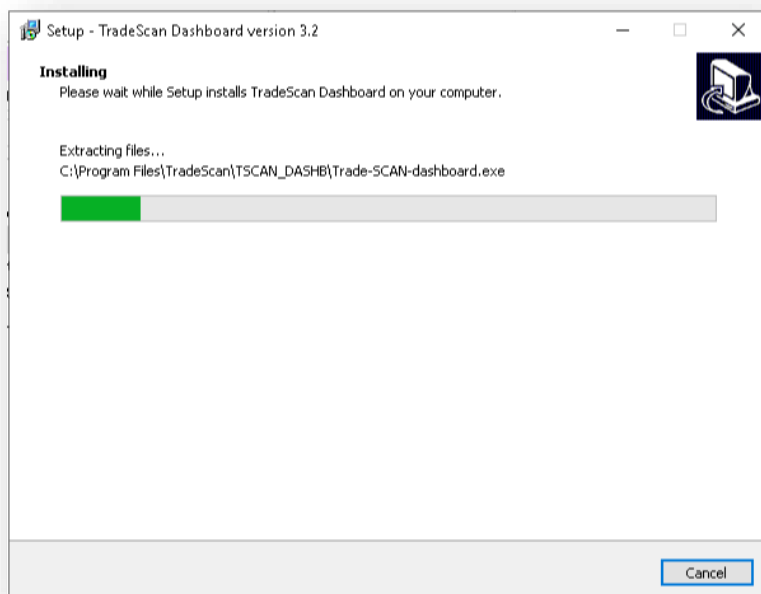 Setup - TradeScan Dashboard version 3.2
Installing
Please wait while Setup installs TradeScan Dashboard on your computer.
Extracting files...
C:\Program Files\TradeScan\TSCAN_DASHB\Trade-SCAN-dashboard.exe
Cancel